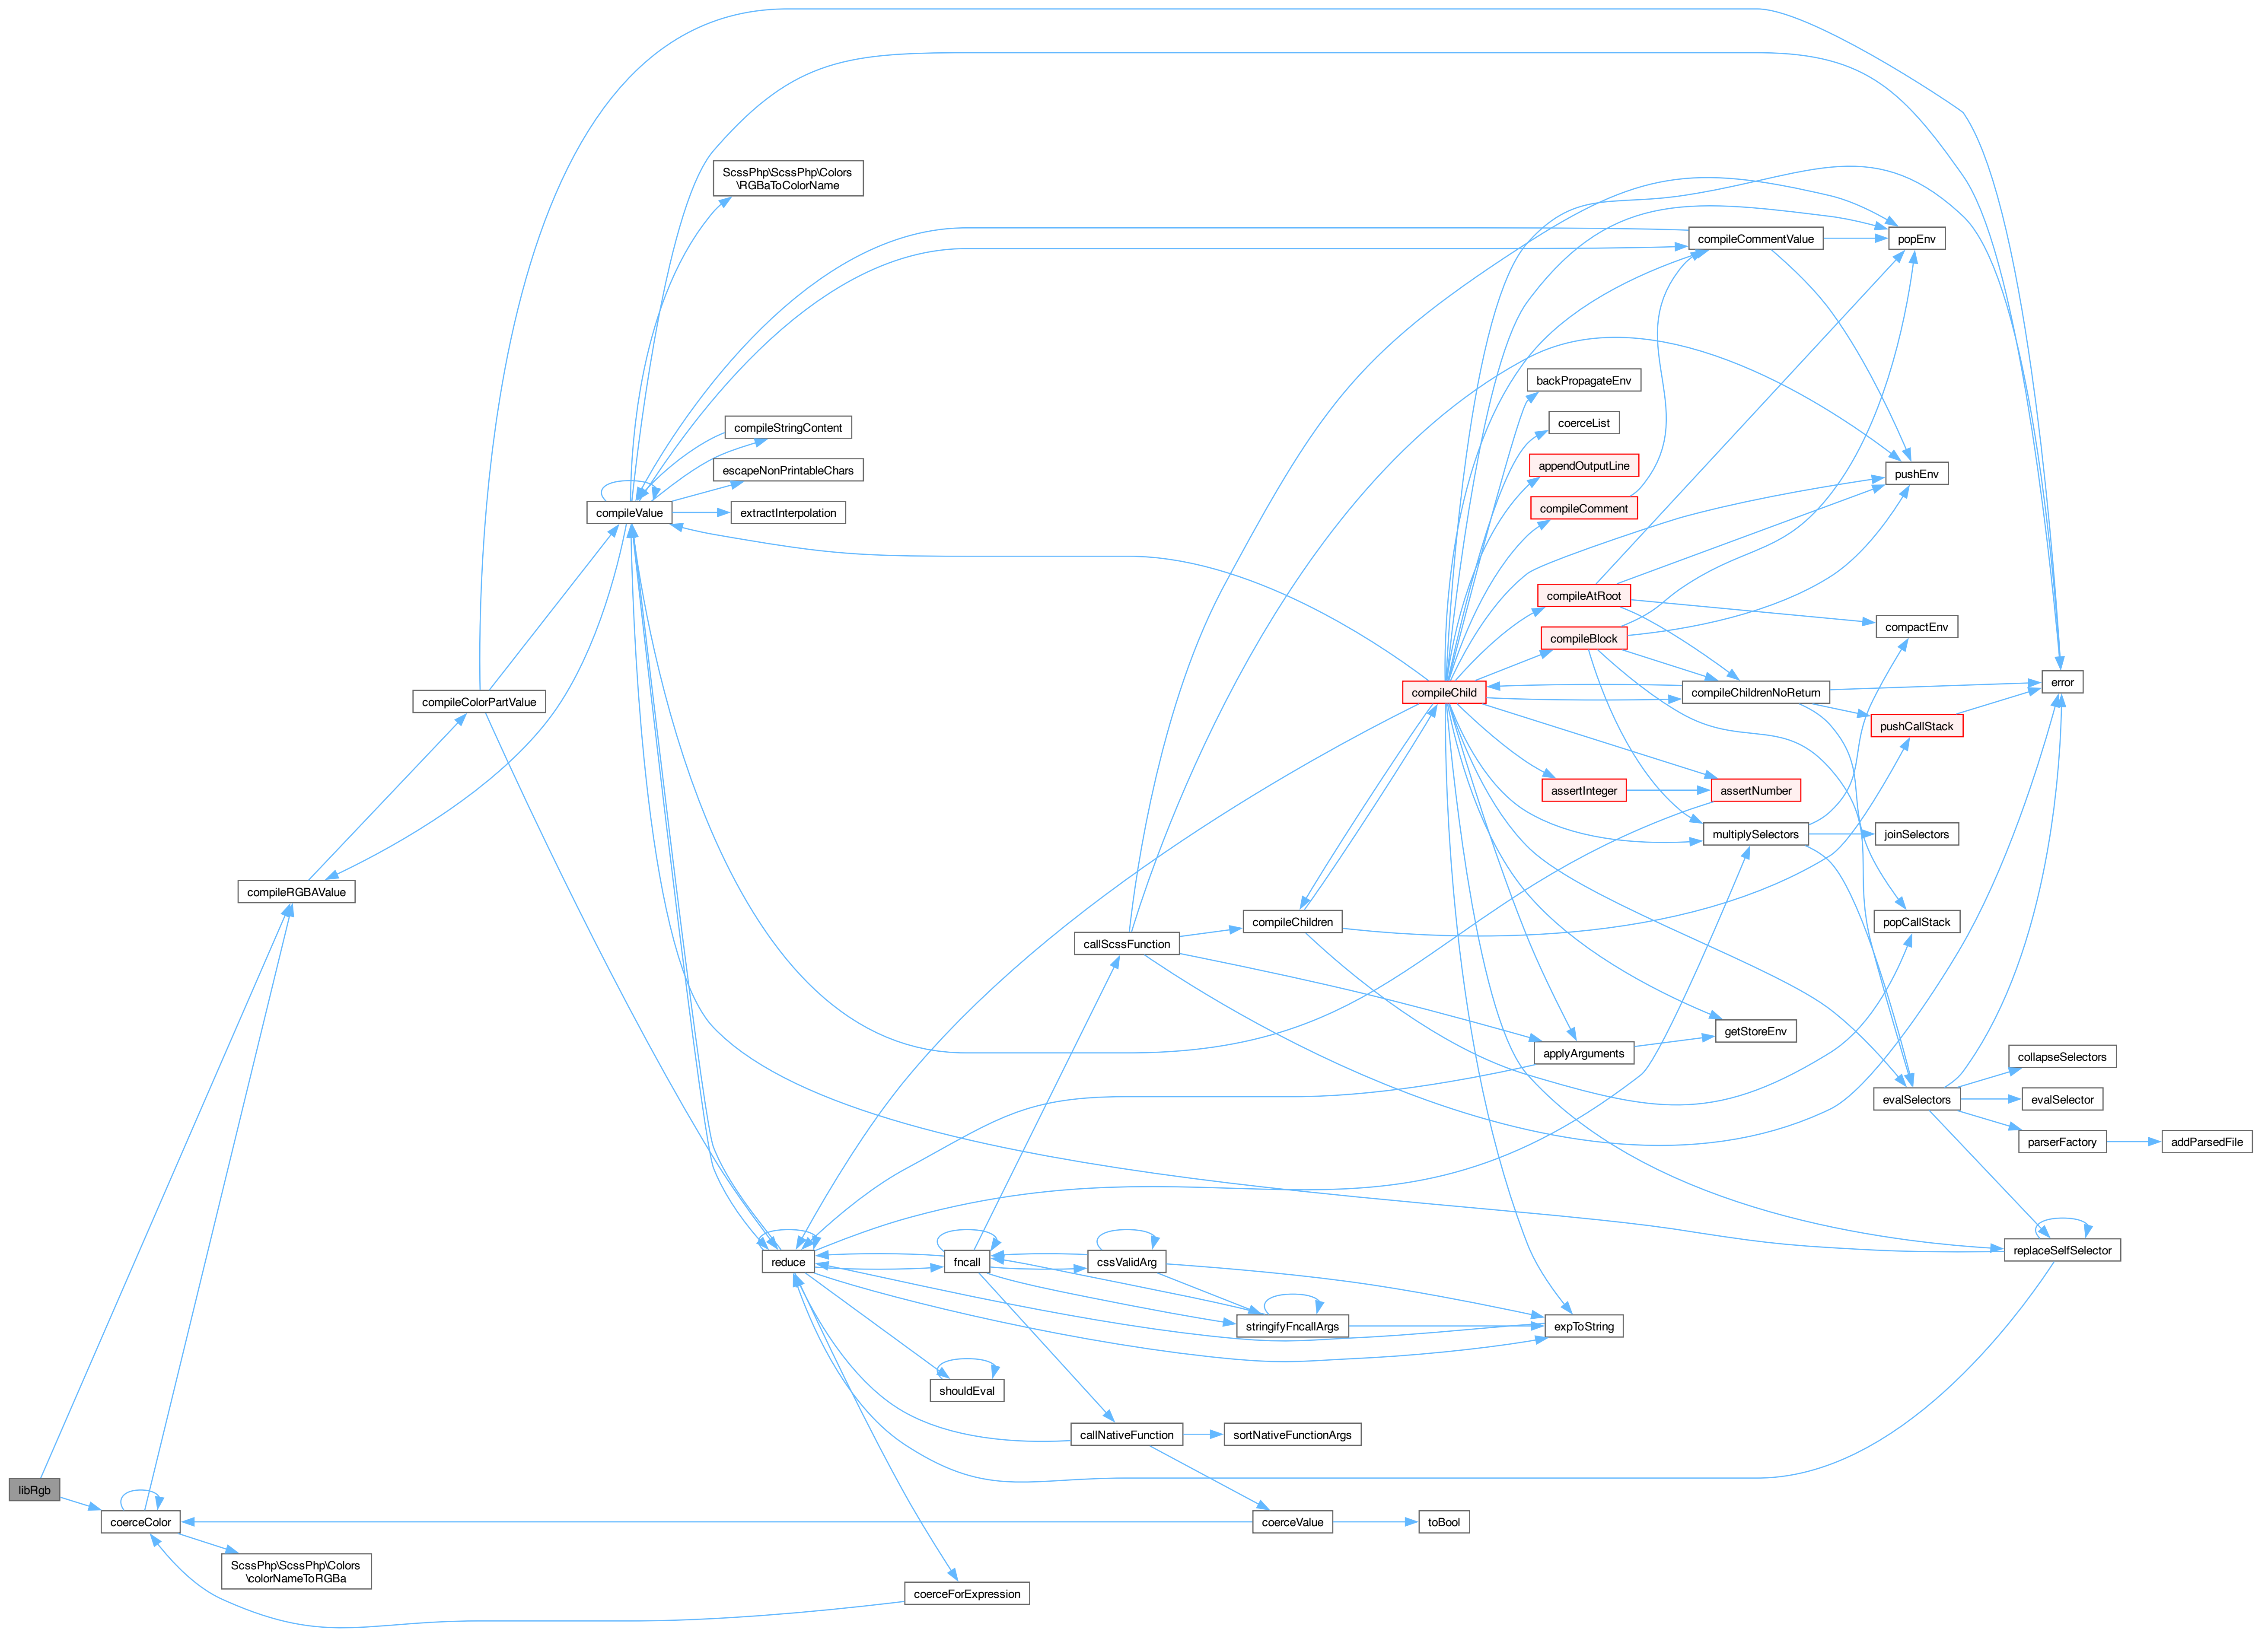 ScssPhp\ScssPhp\Colors
\RGBaToColorName
compileCommentValue
popEnv
backPropagateEnv
coerceList
compileStringContent
appendOutputLine
escapeNonPrintableChars
pushEnv
compileValue
extractInterpolation
compileComment
compileAtRoot
compactEnv
compileBlock
error
compileColorPartValue
compileChild
compileChildrenNoReturn
pushCallStack
assertInteger
assertNumber
multiplySelectors
joinSelectors
compileRGBAValue
compileChildren
popCallStack
callScssFunction
getStoreEnv
applyArguments
collapseSelectors
evalSelectors
evalSelector
parserFactory
addParsedFile
replaceSelfSelector
reduce
fncall
cssValidArg
stringifyFncallArgs
expToString
shouldEval
callNativeFunction
sortNativeFunctionArgs
libRgb
coerceColor
coerceValue
toBool
ScssPhp\ScssPhp\Colors
\colorNameToRGBa
coerceForExpression